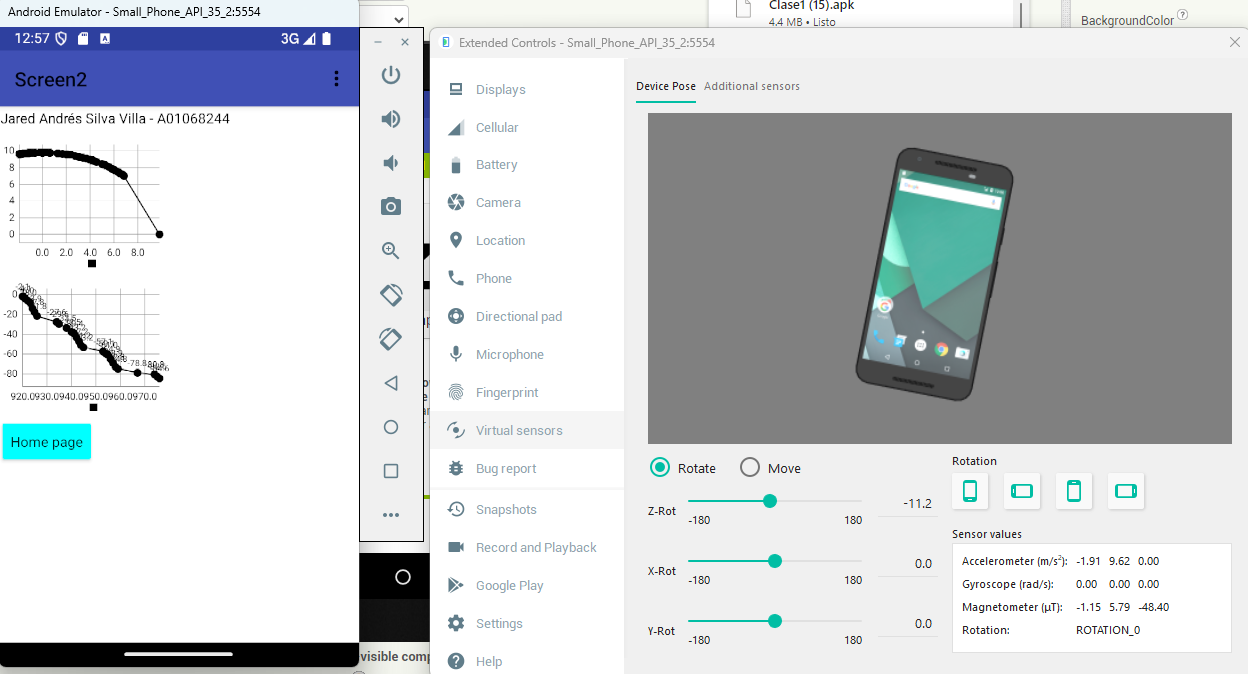 Android Emulator - Small_Phone_API_35_2:5554
12:57
A
3G
Screen2
Jared Andrés Silva Villa - A01068244
10
8
6
4
2
0
0.0 2.0 4.0 6.0 8.0
0
-20
-40
-60
-80
-78.8
920.0930.0940.0950.0960.0970.0
Home page
Clase1 (15).apk
4.4 MB • Listo
BackgroundColor
?
visible comp
Extended Controls - Small_Phone_API_35_2:5554
Displays
Cellular
Battery
Camera
Location
Phone
Directional pad
Microphone
Fingerprint
Virtual sensors
Bug report
Snapshots
Record and Playback
Google Play
Settings
Help
Device Pose Additional sensors
Rotate Move
Z-Rot
-180 180
-11.2
X-Rot
-180 180
0.0
Y-Rot
-180 180
0.0
Rotation
Sensor values
Accelerometer (m/s²): -1.91 9.62 0.00
Gyroscope (rad/s): 0.00 0.00 0.00
Magnetometer (μT): -1.15 5.79 -48.40
Rotation: ROTATION_0